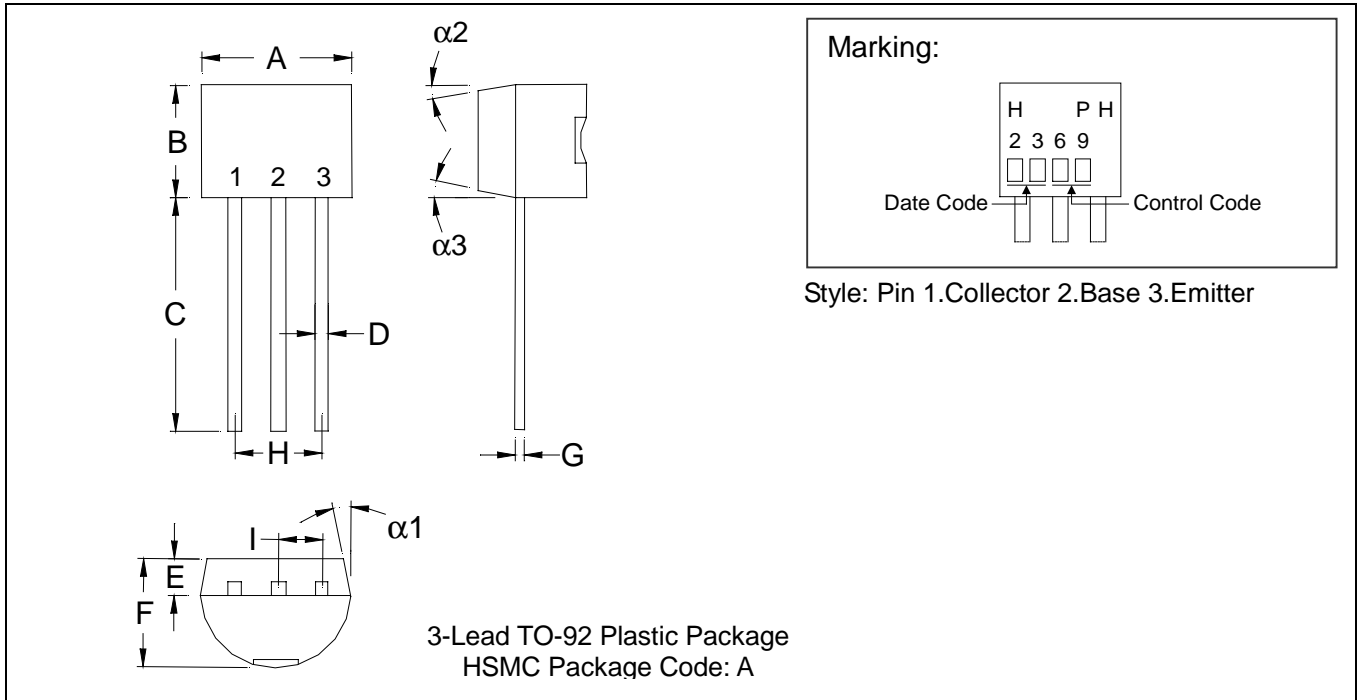 A
B
1 2 3
C
D
H
α2
α3
G
I
α1
E
F
3-Lead TO-92 Plastic Package
HSMC Package Code: A
Marking:
H P H
2 3 6 9
Date Code
Control Code
Style: Pin 1.Collector 2.Base 3.Emitter